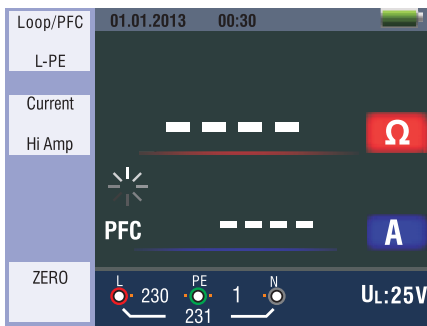 Loop/PFC
L-PE
Current
Hi Amp
ZERO
01.01.2013 00:30
– – – – Ω
PFC – – – – A
L PE N
230 1
231
UL:25V